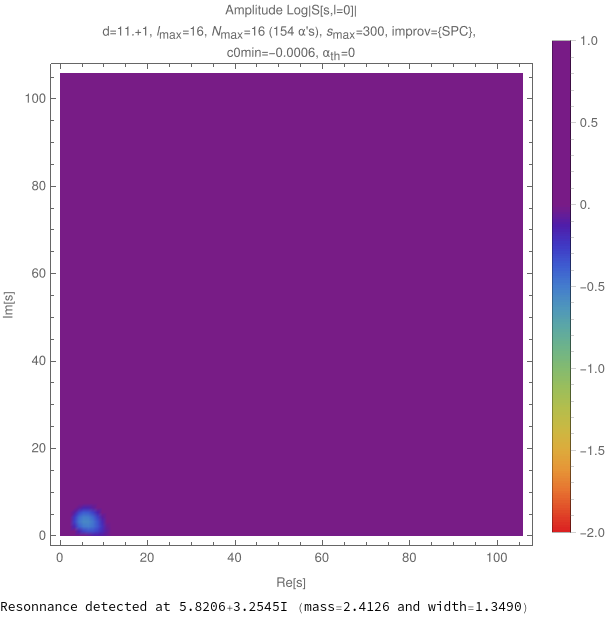 Amplitude Log|S[s,l=0]|
d=11.+1, lmax=16, Nmax=16 (154 α's), smax=300, improv={SPC},
c0min=−0.0006, αth=0
1.0
0.5
0.
−0.5
−1.0
−1.5
−2.0
100
80
60
40
20
0
Im[s]
0 20 40 60 80 100
Re[s]
Resonnance detected at 5.8206+3.2545I (mass=2.4126 and width=1.3490)